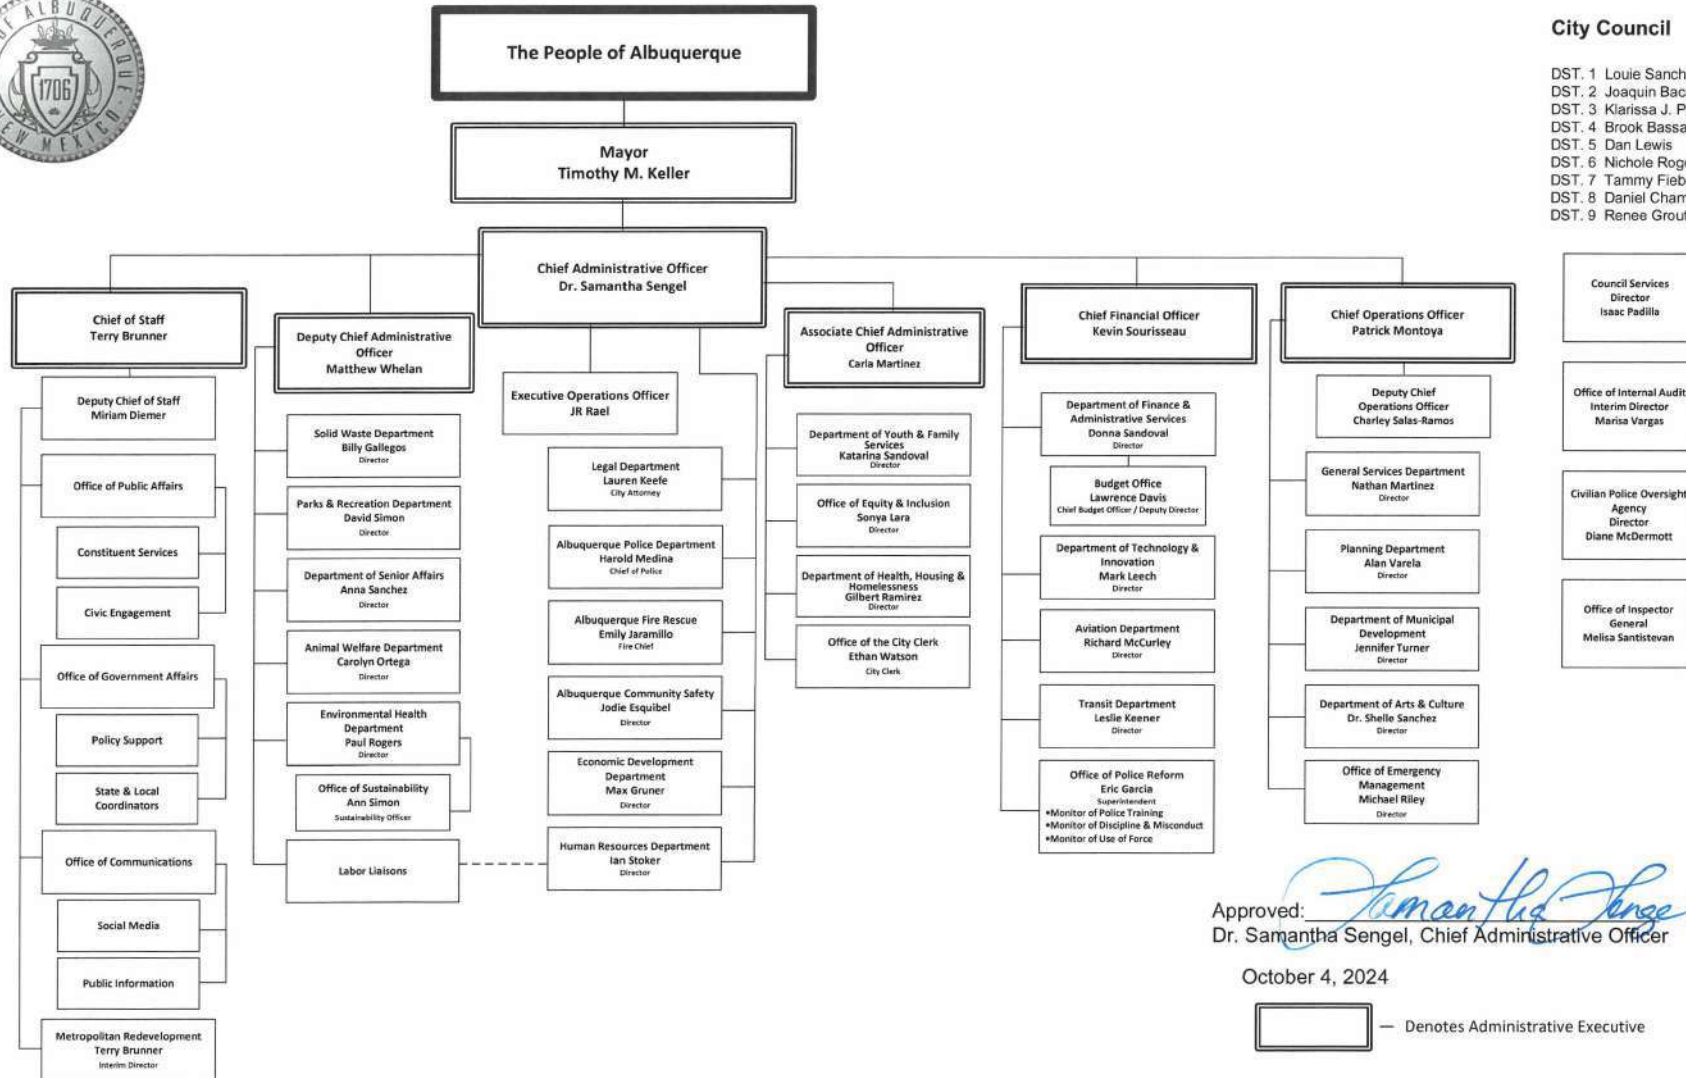 OF ALBUQUERQUE
1706
NEW MEXICO
The People of Albuquerque
Mayor
Timothy M. Keller
Chief Administrative Officer
Dr. Samantha Sengel
Chief of Staff
Terry Brunner
Deputy Chief of Staff
Miriam Diemer
Office of Public Affairs
Constituent Services
Civic Engagement
Office of Government Affairs
Policy Support
State & Local
Coordinators
Office of Communications
Social Media
Public Information
Metropolitan Redevelopment
Terry Brunner
Interim Director
Deputy Chief Administrative
Officer
Matthew Whelan
Solid Waste Department
Billy Gallegos
Director
Parks & Recreation Department
David Simon
Director
Department of Senior Affairs
Anna Sanchez
Director
Animal Welfare Department
Carolyn Ortega
Director
Environmental Health
Department
Paul Rogers
Director
Office of Sustainability
Ann Simon
Sustainability Officer
Labor Liaisons
Executive Operations Officer
JR Rael
Legal Department
Lauren Keefe
City Attorney
Albuquerque Police Department
Harold Medina
Chief of Police
Albuquerque Fire Rescue
Emily Jaramillo
Fire Chief
Albuquerque Community Safety
Jodie Esquibel
Director
Economic Development
Department
Max Gruner
Director
Human Resources Department
Ian Stoker
Director
Associate Chief Administrative
Officer
Carla Martinez
Department of Youth & Family
Services
Katarina Sandoval
Director
Office of Equity & Inclusion
Sonya Lara
Director
Department of Health, Housing &
Homelessness
Gilbert Ramirez
Director
Office of the City Clerk
Ethan Watson
City Clerk
Chief Financial Officer
Kevin Sourisseau
Department of Finance &
Administrative Services
Donna Sandoval
Director
Budget Office
Lawrence Davis
Chief Budget Officer / Deputy Director
Department of Technology &
Innovation
Mark Leech
Director
Aviation Department
Richard McCurley
Director
Transit Department
Leslie Keener
Director
Office of Police Reform
Eric Garcia
Superintendent
•Monitor of Police Training
•Monitor of Discipline & Misconduct
•Monitor of Use of Force
Chief Operations Officer
Patrick Montoya
Deputy Chief
Operations Officer
Charley Salas-Ramos
General Services Department
Nathan Martinez
Director
Planning Department
Alan Varela
Director
Department of Municipal
Development
Jennifer Turner
Director
Department of Arts & Culture
Dr. Shelle Sanchez
Director
Office of Emergency
Management
Michael Riley
Director
City Council
DST. 1 Louie Sanch
DST. 2 Joaquin Bac
DST. 3 Klarissa J. P
DST. 4 Brook Bassa
DST. 5 Dan Lewis
DST. 6 Nichole Roge
DST. 7 Tammy Fieb
DST. 8 Daniel Cham
DST. 9 Renee Grout
Council Services
Director
Isaac Padilla
Office of Internal Audit
Interim Director
Marisa Vargas
Civilian Police Oversight
Agency
Director
Diane McDermott
Office of Inspector
General
Melisa Santistevan
Approved: Samantha Senge
Dr. Samantha Sengel, Chief Administrative Officer
October 4, 2024
— Denotes Administrative Executive